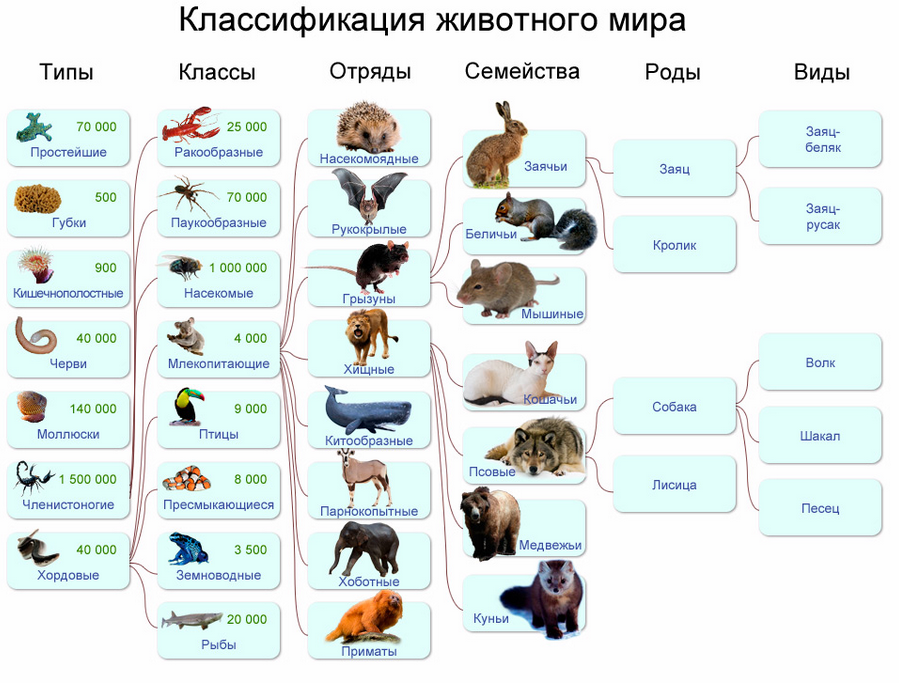 Классификация животного мира
Типы
Классы
Отряды
Семейства
Роды
Виды
70 000
Простейшие
500
Губки
900
Кишечнополостные
40 000
Черви
140 000
Моллюски
1 500 000
Членистоногие
40 000
Хордовые
25 000
Ракообразные
70 000
Паукообразные
1 000 000
Насекомые
4 000
Млекопитающие
9 000
Птицы
8 000
Пресмыкающиеся
3 500
Земноводные
20 000
Рыбы
Насекомоядные
Рукокрылые
Грызуны
Хищные
Китообразные
Парнокопытные
Хоботные
Приматы
Заячьи
Беличьи
Мышиные
Кошачьи
Псовые
Медвежьи
Куньи
Заяц
Кролик
Собака
Лисица
Заяц-
беляк
Заяц-
русак
Волк
Шакал
Песец